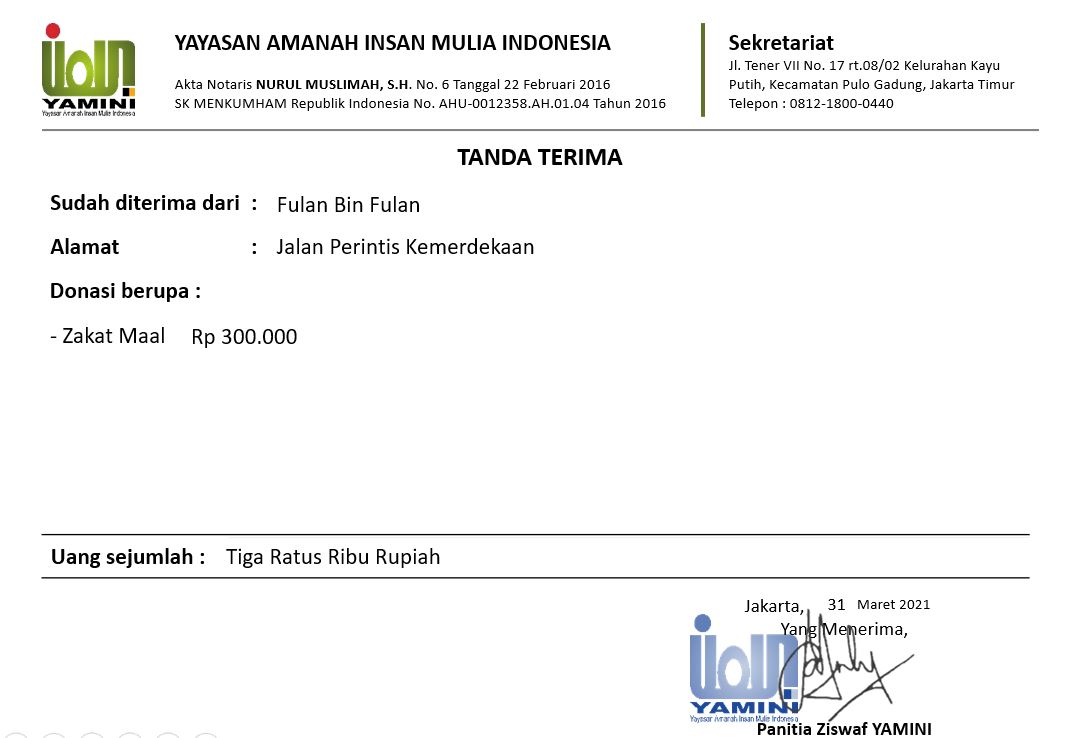 YAMINI
Yayasan Amanah Insan Mulia Indonesia
YAYASAN AMANAH INSAN MULIA INDONESIA
Akta Notaris NURUL MUSLIMAH, S.H. No. 6 Tanggal 22 Februari 2016
SK MENKUMHAM Republik Indonesia No. AHU-0012358.AH.01.04 Tahun 2016
Sekretariat
Jl. Tener VII No. 17 rt.08/02 Kelurahan Kayu
Putih, Kecamatan Pulo Gadung, Jakarta Timur
Telepon : 0812-1800-0440
TANDA TERIMA
Sudah diterima dari : Fulan Bin Fulan
Alamat : Jalan Perintis Kemerdekaan
Donasi berupa :
- Zakat Maal Rp 300.000
Uang sejumlah : Tiga Ratus Ribu Rupiah
Jakarta, 31 Maret 2021
Yang Menerima,
YAMINI
Yayasan Amanah Insan Mulia Indonesia
Panitia Ziswaf YAMINI